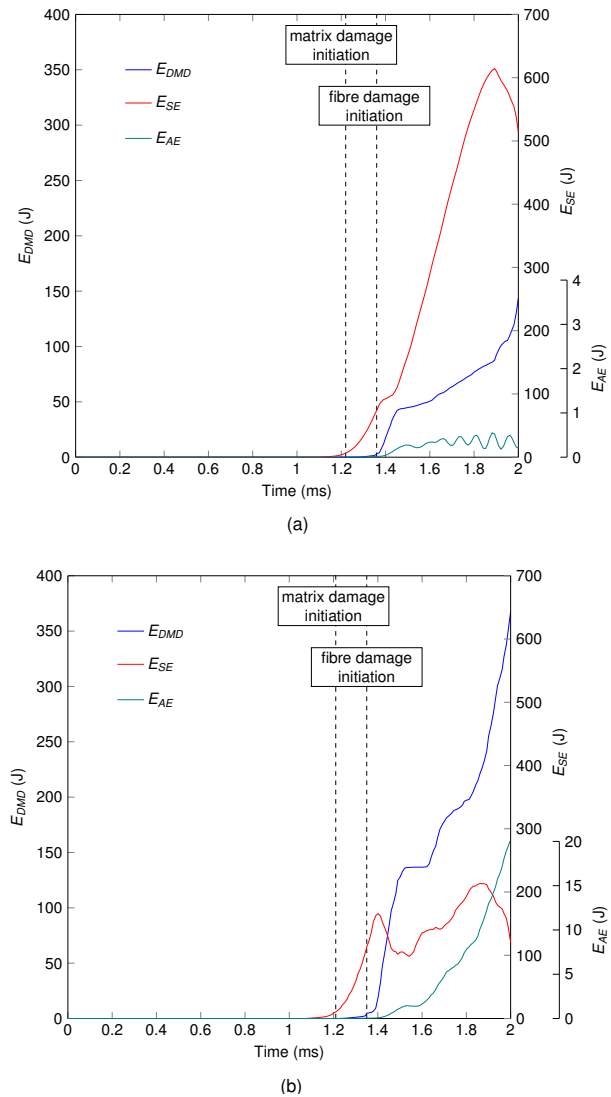 400
350
300
250
200
150
100
50
0
E_DMD (J)
matrix damage
initiation
fibre damage
initiation
E_DMD
E_SE
E_AE
700
600
500
400
300
200
100
0
E_SE (J)
4
3
2
1
0
E_AE (J)
0 0.2 0.4 0.6 0.8 1 1.2 1.4 1.6 1.8 2
Time (ms)
(a)
400
350
300
250
200
150
100
50
0
E_DMD (J)
matrix damage
initiation
fibre damage
initiation
E_DMD
E_SE
E_AE
700
600
500
400
300
200
100
0
E_SE (J)
20
15
10
5
0
E_AE (J)
0 0.2 0.4 0.6 0.8 1 1.2 1.4 1.6 1.8 2
Time (ms)
(b)